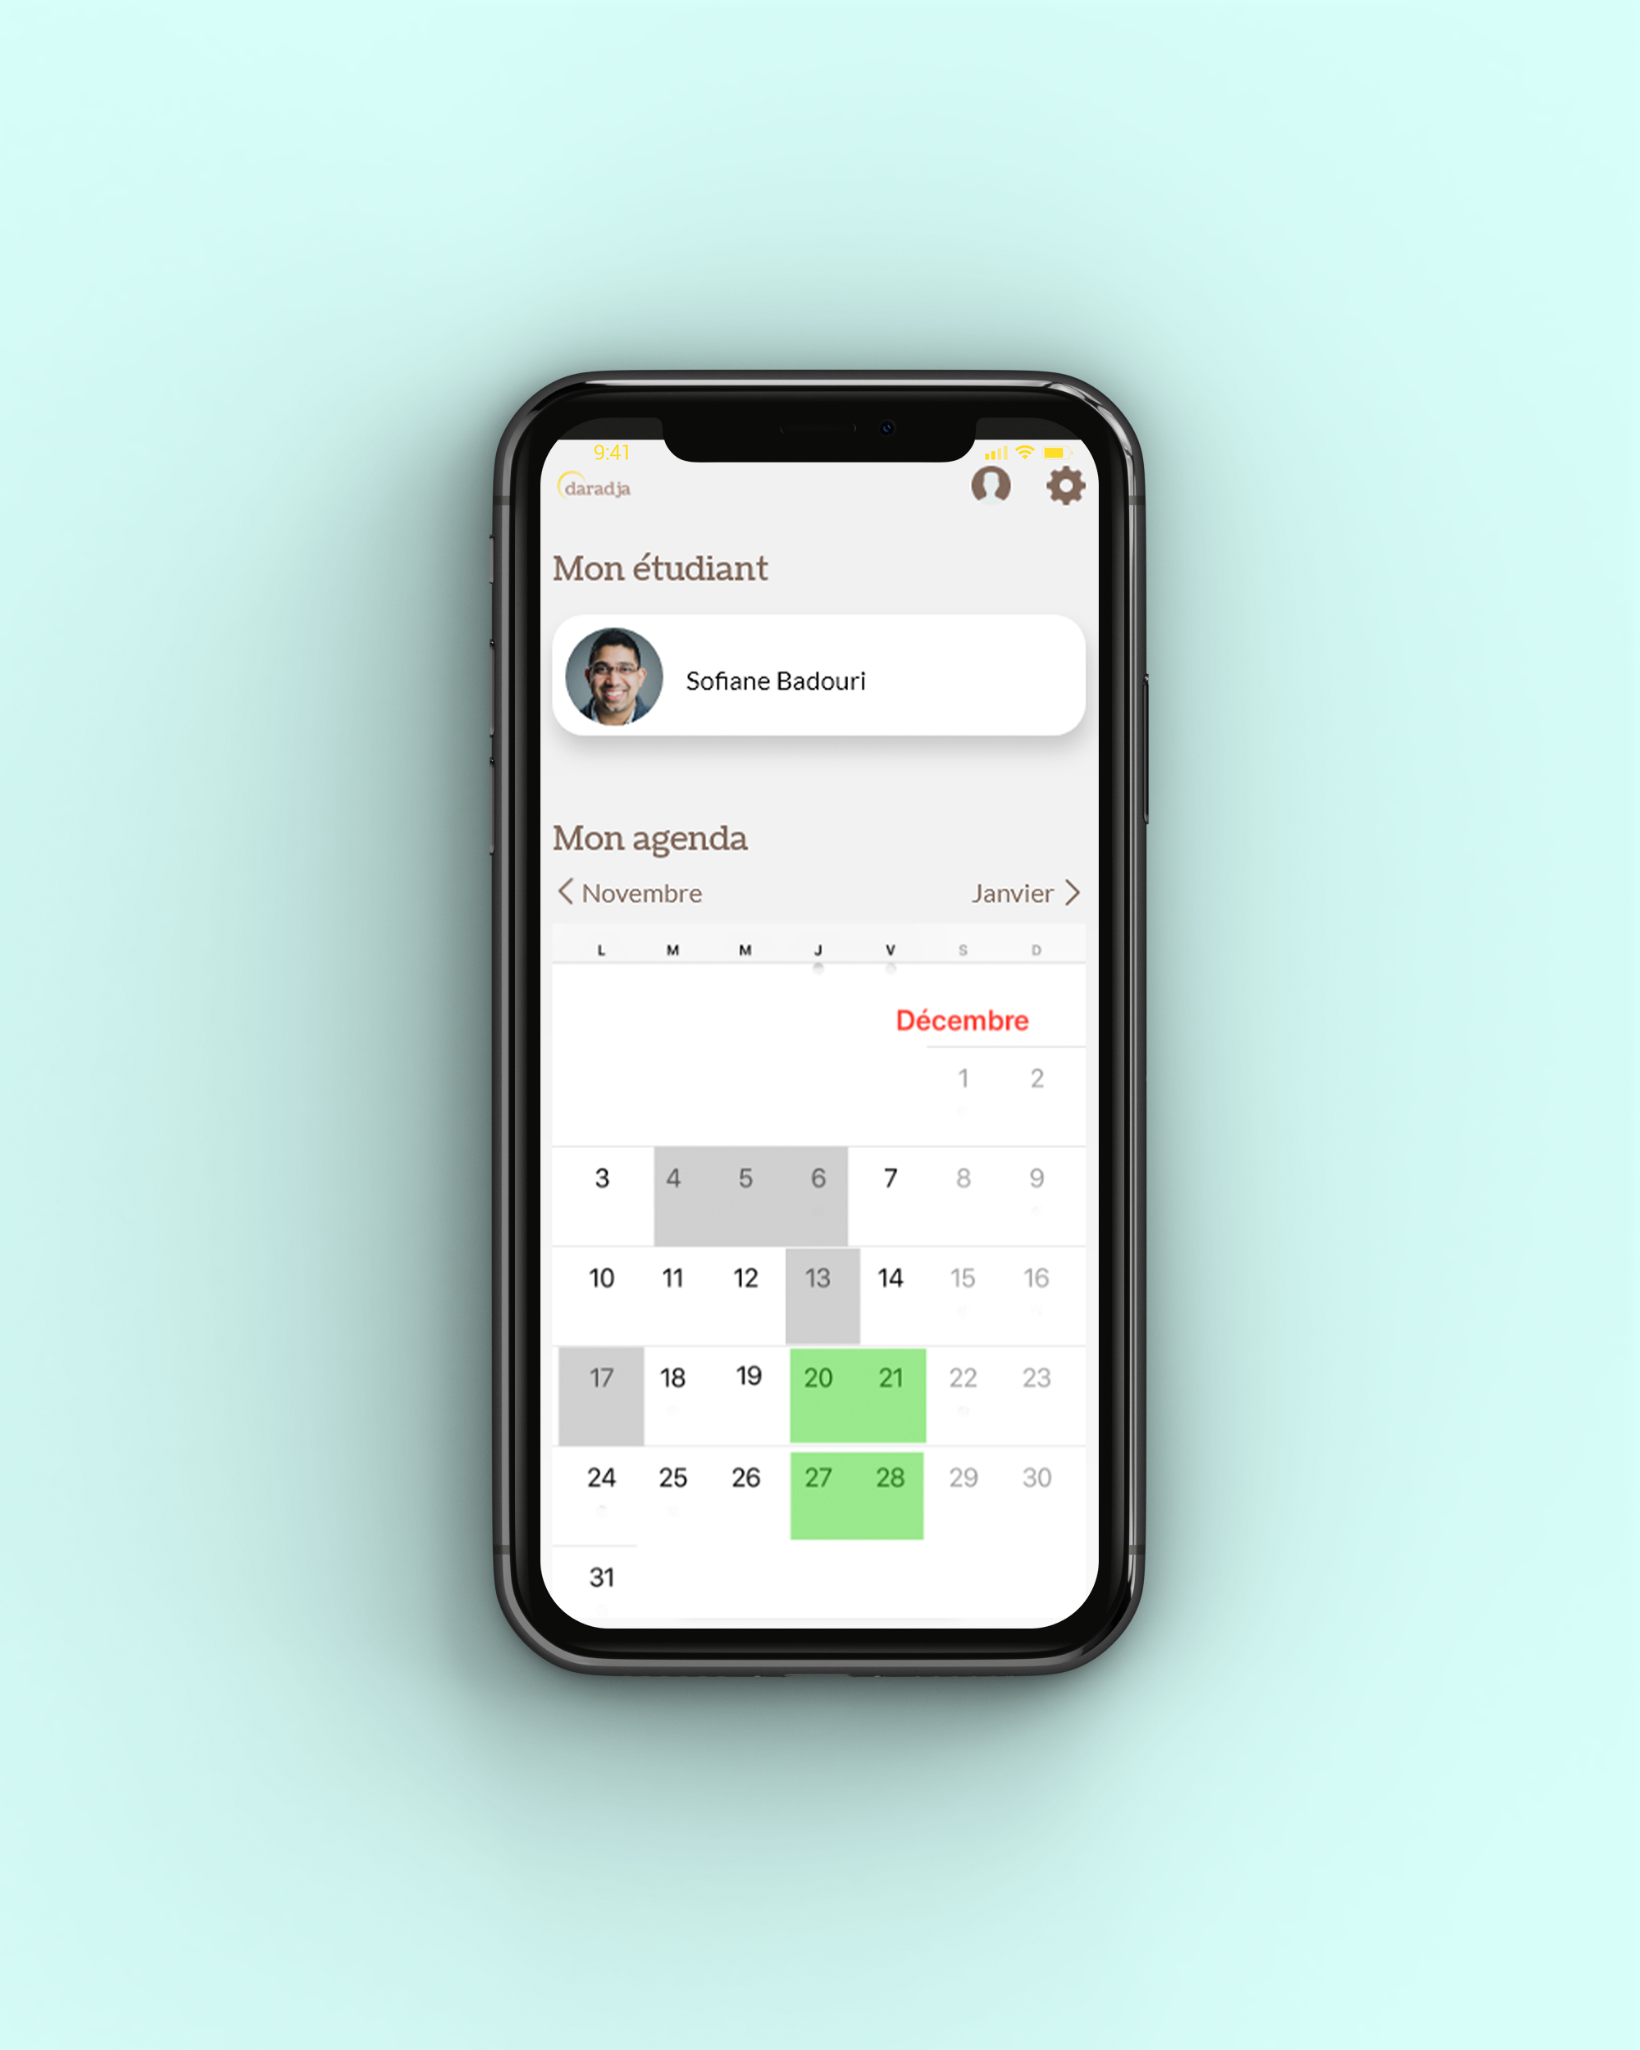 9:41
daradja
Mon étudiant
Sofiane Badouri
Mon agenda
Novembre Janvier
L M M J V S D
Décembre
1 2
3 4 5 6 7 8 9
10 11 12 13 14 15 16
17 18 19 20 21 22 23
24 25 26 27 28 29 30
31